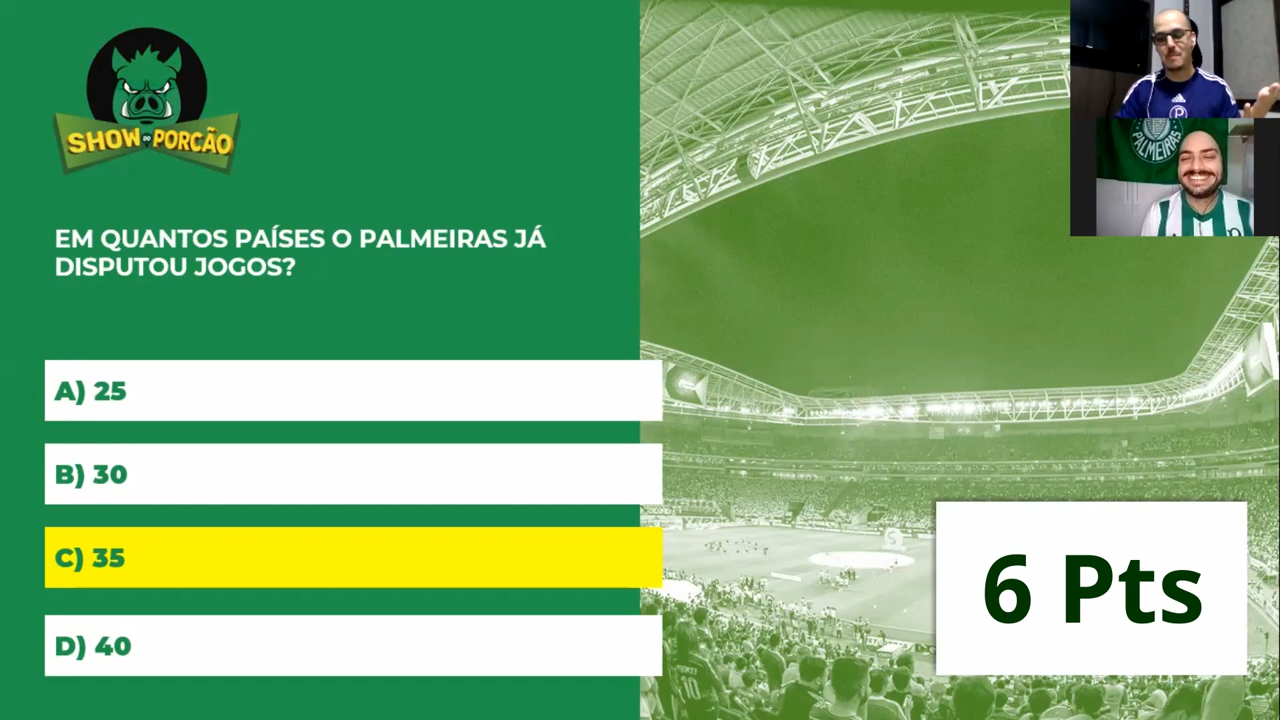 SHOW DO PORCÃO
EM QUANTOS PAÍSES O PALMEIRAS JÁ
DISPUTOU JOGOS?
A) 25
B) 30
C) 35
D) 40
6 Pts
PALMEIRAS